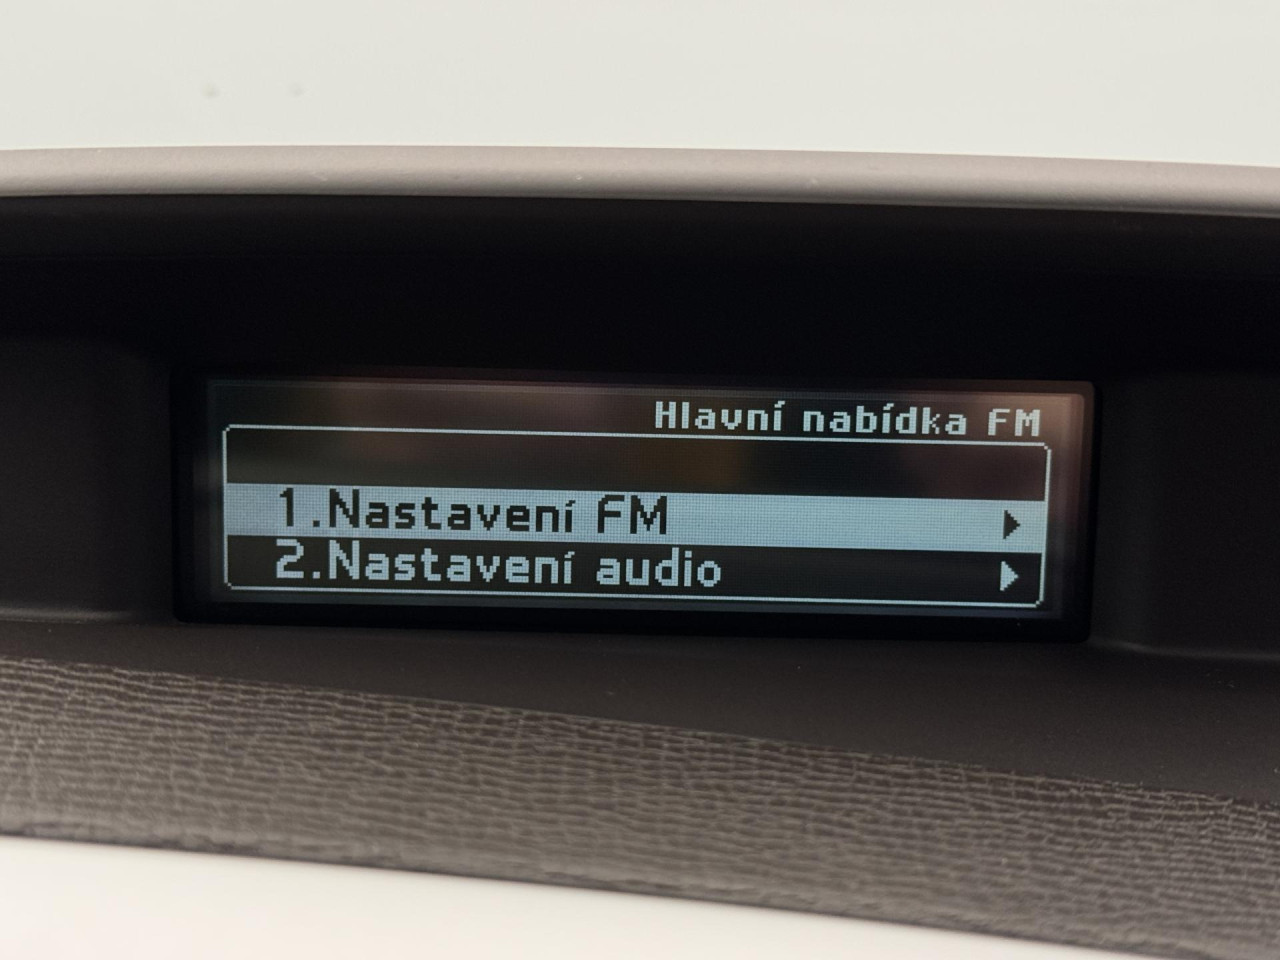 Hlavní nabídka FM
1.Nastavení FM
2.Nastavení audio